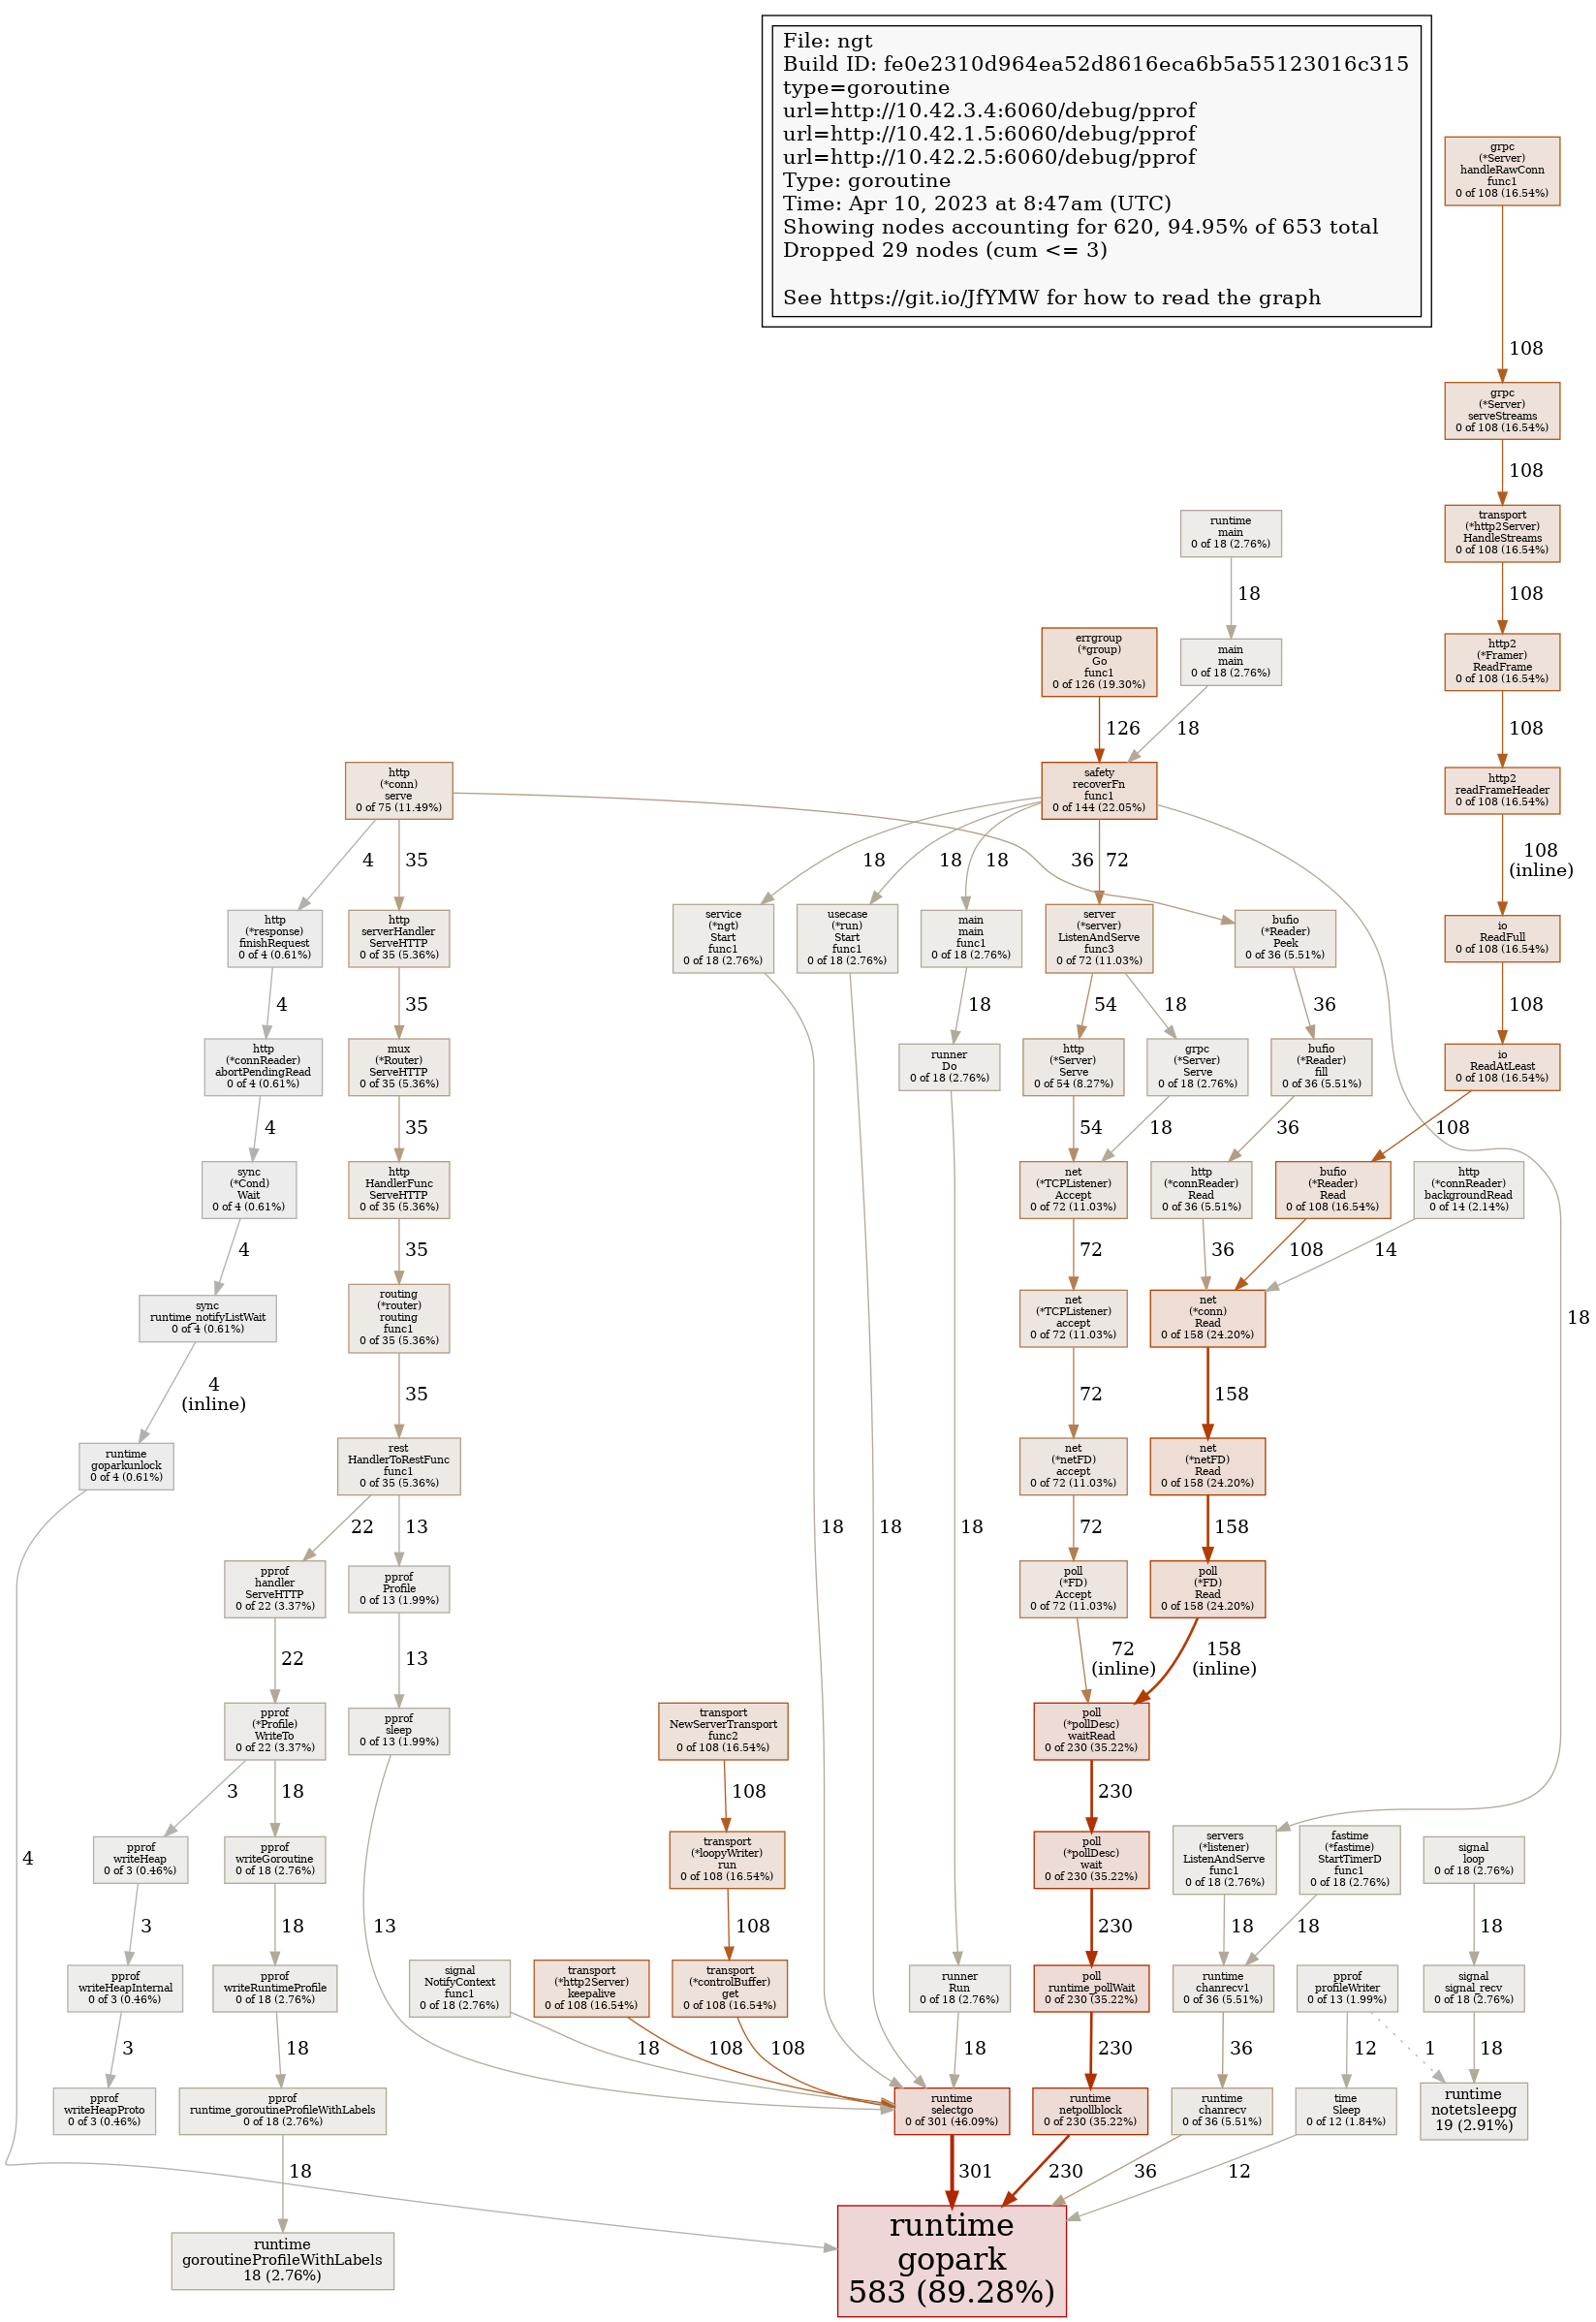 File: ngt
Build ID: fe0e2310d964ea52d8616eca6b5a55123016c315
type=goroutine
url=http://10.42.3.4:6060/debug/pprof
url=http://10.42.1.5:6060/debug/pprof
url=http://10.42.2.5:6060/debug/pprof
Type: goroutine
Time: Apr 10, 2023 at 8:47am (UTC)
Showing nodes accounting for 620, 94.95% of 653 total
Dropped 29 nodes (cum <= 3)
See https://git.io/JfYMW for how to read the graph
grpc
(*Server)
handleRawConn
func1
0 of 108 (16.54%)
108
grpc
(*Server)
serveStreams
0 of 108 (16.54%)
108
transport
(*http2Server)
HandleStreams
0 of 108 (16.54%)
runtime
main
0 of 18 (2.76%)
108
18
http2
(*Framer)
ReadFrame
0 of 108 (16.54%)
errgroup
(*group)
Go
func1
0 of 126 (19.30%)
main
main
0 of 18 (2.76%)
126
18
108
http
(*conn)
serve
0 of 75 (11.49%)
safety
recoverFn
func1
0 of 144 (22.05%)
http2
readFrameHeader
0 of 108 (16.54%)
4
35
18
18
18
36
72
108
(inline)
http
(*response)
finishRequest
0 of 4 (0.61%)
http
serverHandler
ServeHTTP
0 of 35 (5.36%)
service
(*ngt)
Start
func1
0 of 18 (2.76%)
usecase
(*run)
Start
func1
0 of 18 (2.76%)
main
main
func1
0 of 18 (2.76%)
server
(*server)
ListenAndServe
func3
0 of 72 (11.03%)
bufio
(*Reader)
Peek
0 of 36 (5.51%)
io
ReadFull
0 of 108 (16.54%)
4
35
18
54
18
36
108
http
(*connReader)
abortPendingRead
0 of 4 (0.61%)
mux
(*Router)
ServeHTTP
0 of 35 (5.36%)
runner
Do
0 of 18 (2.76%)
http
(*Server)
Serve
0 of 54 (8.27%)
grpc
(*Server)
Serve
0 of 18 (2.76%)
bufio
(*Reader)
fill
0 of 36 (5.51%)
io
ReadAtLeast
0 of 108 (16.54%)
4
35
54
18
36
108
sync
(*Cond)
Wait
0 of 4 (0.61%)
http
HandlerFunc
ServeHTTP
0 of 35 (5.36%)
net
(*TCPListener)
Accept
0 of 72 (11.03%)
http
(*connReader)
Read
0 of 36 (5.51%)
bufio
(*Reader)
Read
0 of 108 (16.54%)
http
(*connReader)
backgroundRead
0 of 14 (2.14%)
4
35
72
36
108
14
sync
runtime_notifyListWait
0 of 4 (0.61%)
routing
(*router)
routing
func1
0 of 35 (5.36%)
net
(*TCPListener)
accept
0 of 72 (11.03%)
net
(*conn)
Read
0 of 158 (24.20%)
18
4
(inline)
35
72
158
runtime
goparkunlock
0 of 4 (0.61%)
rest
HandlerToRestFunc
func1
0 of 35 (5.36%)
net
(*netFD)
accept
0 of 72 (11.03%)
net
(*netFD)
Read
0 of 158 (24.20%)
22
13
18
18
18
72
158
pprof
handler
ServeHTTP
0 of 22 (3.37%)
pprof
Profile
0 of 13 (1.99%)
poll
(*FD)
Accept
0 of 72 (11.03%)
poll
(*FD)
Read
0 of 158 (24.20%)
22
13
72
(inline)
158
(inline)
pprof
(*Profile)
WriteTo
0 of 22 (3.37%)
pprof
sleep
0 of 13 (1.99%)
transport
NewServerTransport
func2
0 of 108 (16.54%)
poll
(*pollDesc)
waitRead
0 of 230 (35.22%)
3
18
108
230
4
pprof
writeHeap
0 of 3 (0.46%)
pprof
writeGoroutine
0 of 18 (2.76%)
transport
(*loopyWriter)
run
0 of 108 (16.54%)
poll
(*pollDesc)
wait
0 of 230 (35.22%)
servers
(*listener)
ListenAndServe
func1
0 of 18 (2.76%)
fastime
(*fastime)
StartTimerD
func1
0 of 18 (2.76%)
signal
loop
0 of 18 (2.76%)
3
18
13
108
230
18
18
18
pprof
writeHeapInternal
0 of 3 (0.46%)
pprof
writeRuntimeProfile
0 of 18 (2.76%)
signal
NotifyContext
func1
0 of 18 (2.76%)
transport
(*http2Server)
keepalive
0 of 108 (16.54%)
transport
(*controlBuffer)
get
0 of 108 (16.54%)
runner
Run
0 of 18 (2.76%)
poll
runtime_pollWait
0 of 230 (35.22%)
runtime
chanrecv1
0 of 36 (5.51%)
pprof
profileWriter
0 of 13 (1.99%)
signal
signal_recv
0 of 18 (2.76%)
3
18
18
108
108
18
230
36
12
1
18
pprof
writeHeapProto
0 of 3 (0.46%)
pprof
runtime_goroutineProfileWithLabels
0 of 18 (2.76%)
runtime
selectgo
0 of 301 (46.09%)
runtime
netpollblock
0 of 230 (35.22%)
runtime
chanrecv
0 of 36 (5.51%)
time
Sleep
0 of 12 (1.84%)
runtime
notetsleepg
19 (2.91%)
18
301
230
36
12
runtime
goroutineProfileWithLabels
18 (2.76%)
runtime
gopark
583 (89.28%)